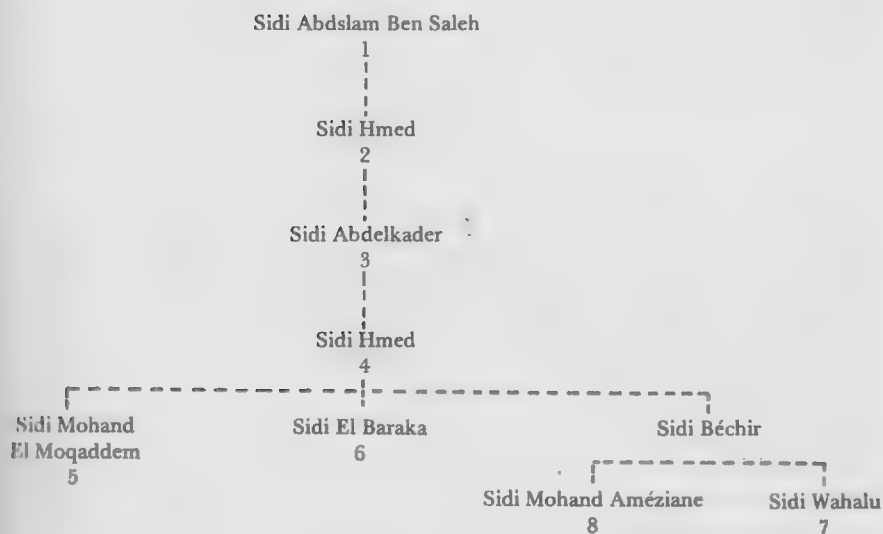 Sidi Abdslam Ben Saleh
1
Sidi Hmed
2
Sidi Abdelkader
3
Sidi Hmed
4
Sidi Mohand
El Moqaddem
5
Sidi El Baraka
6
Sidi Béchir
Sidi Mohand Améziane
8
Sidi Wahalu
7